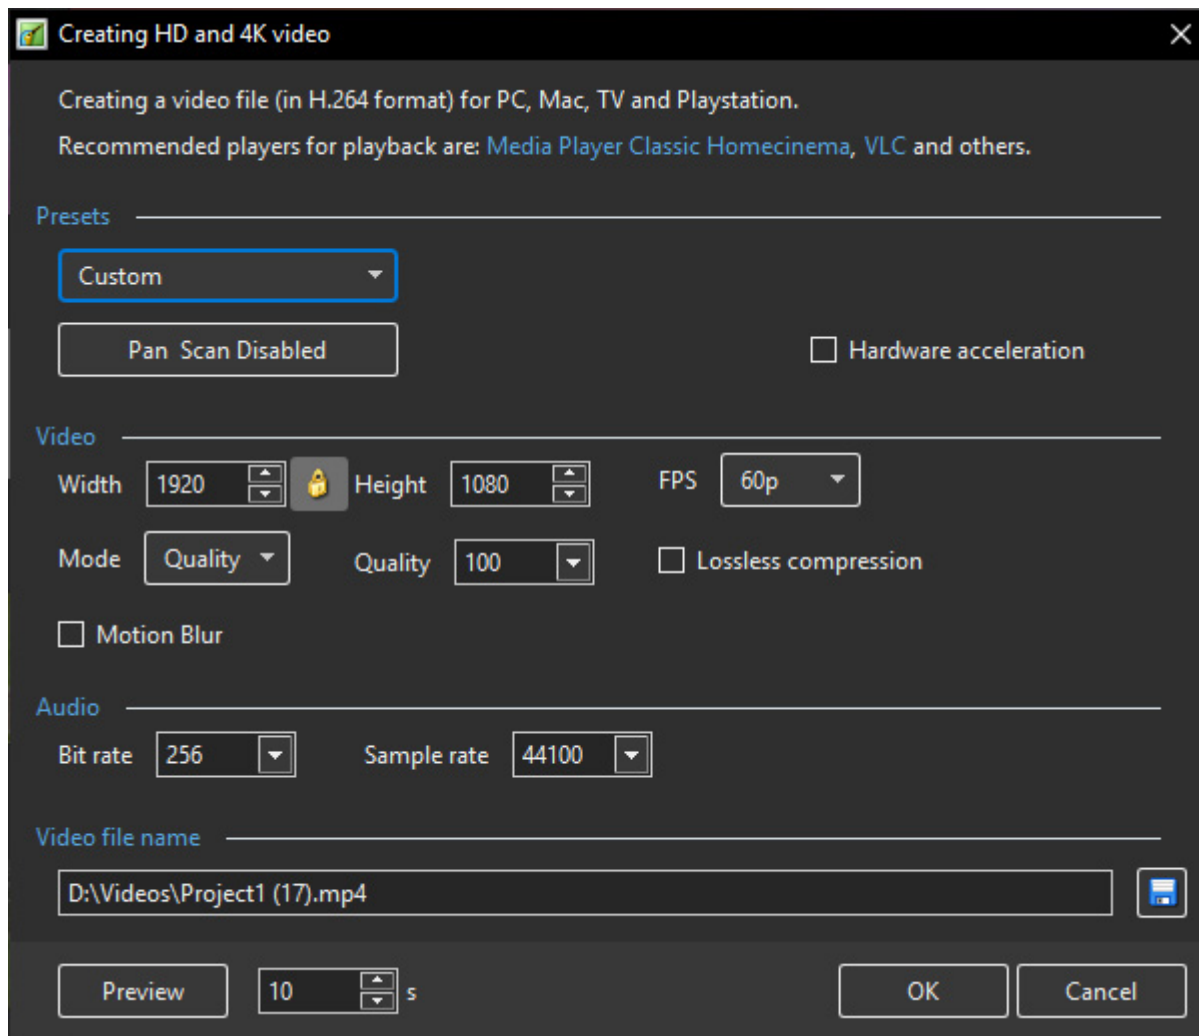 Creating HD and 4K video
Creating a video file (in H.264 format) for PC, Mac, TV and Playstation.
Recommended players for playback are: Media Player Classic Homecinema, VLC and others.
Presets
Custom
Pan Scan Disabled
Hardware acceleration
Video
Width 1920 Height 1080 FPS 60p
Mode Quality Quality 100 Lossless compression
Motion Blur
Audio
Bit rate 256 Sample rate 44100
Video file name
D:\Videos\Project1 (17).mp4
Preview 10 s OK Cancel